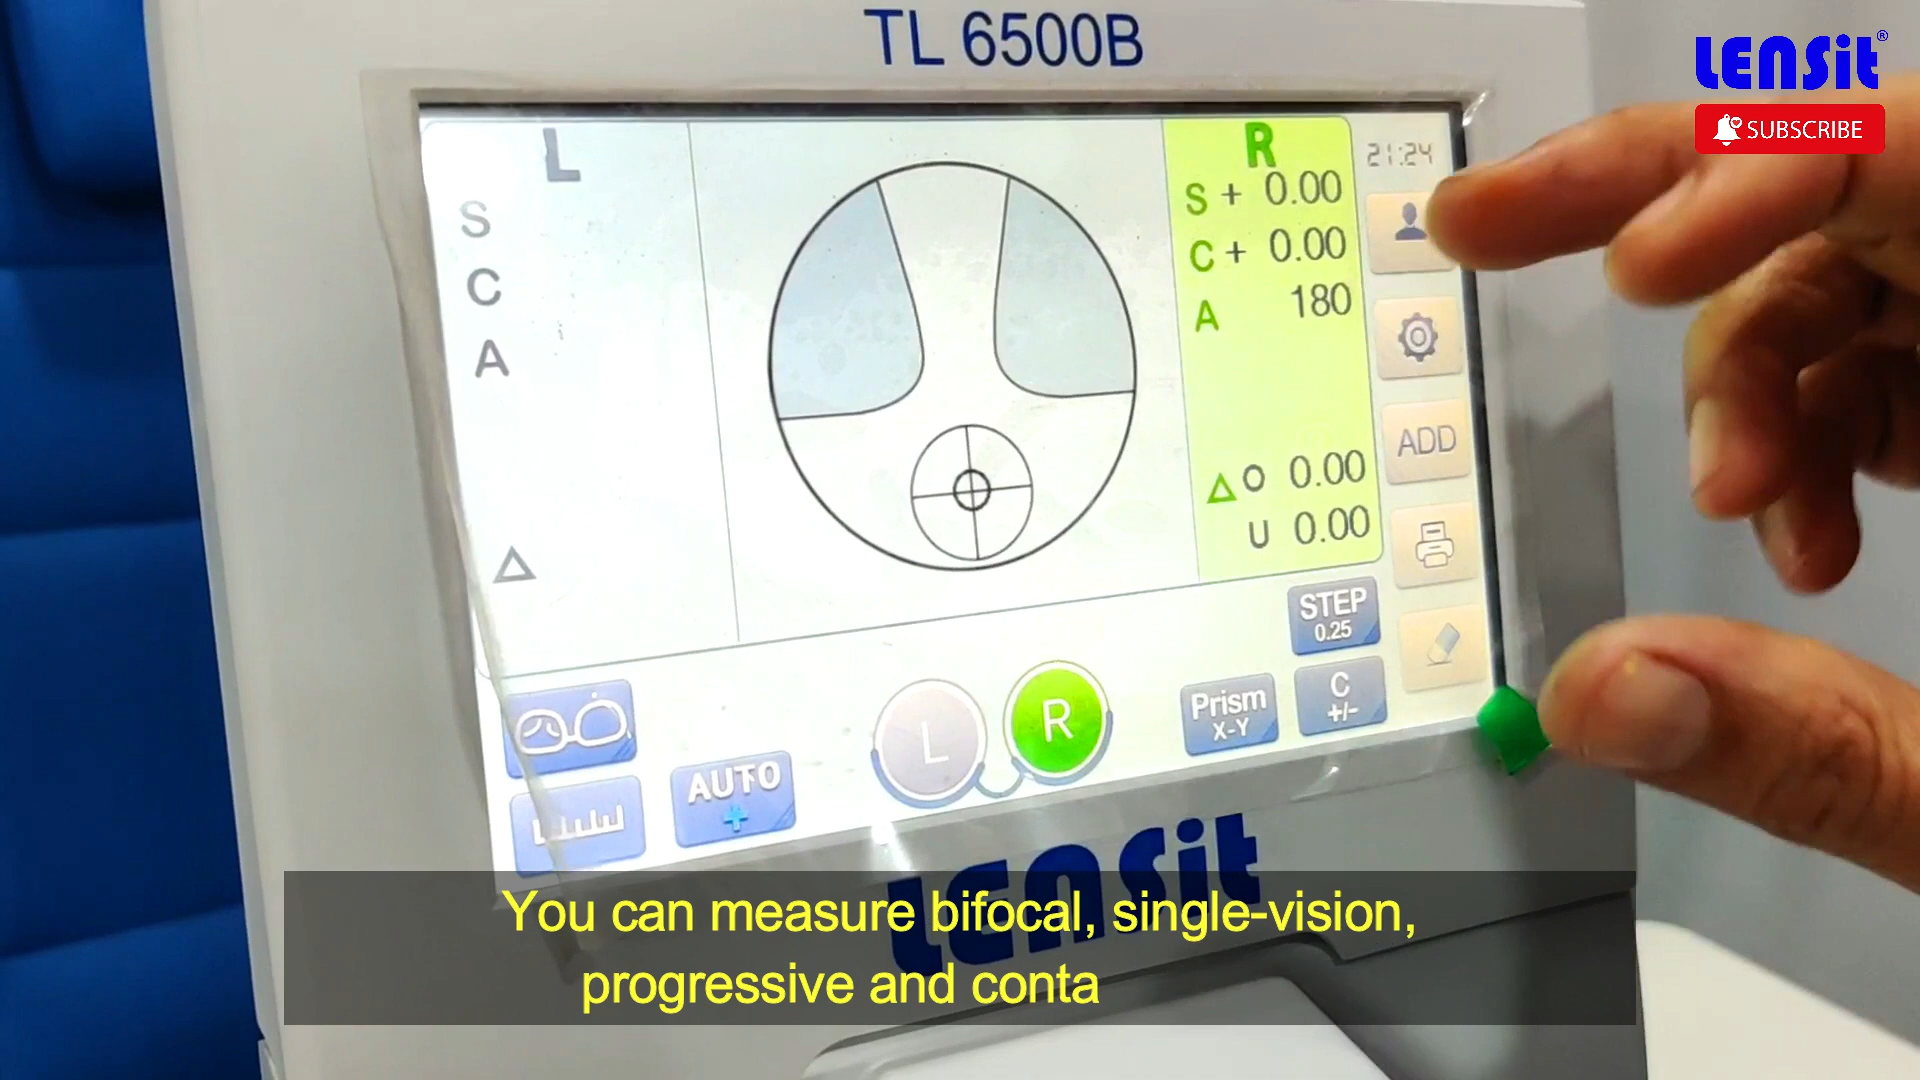 TL 6500B
LENSit®
SUBSCRIBE
L
S
C
A
Δ
R
S + 0.00
C + 0.00
A 180
Δ O 0.00
U 0.00
21:24
ADD
STEP
0.25
C
+/-
Prism
X-Y
L
R
AUTO
+
LENSit
You can measure bifocal, single-vision,
progressive and conta